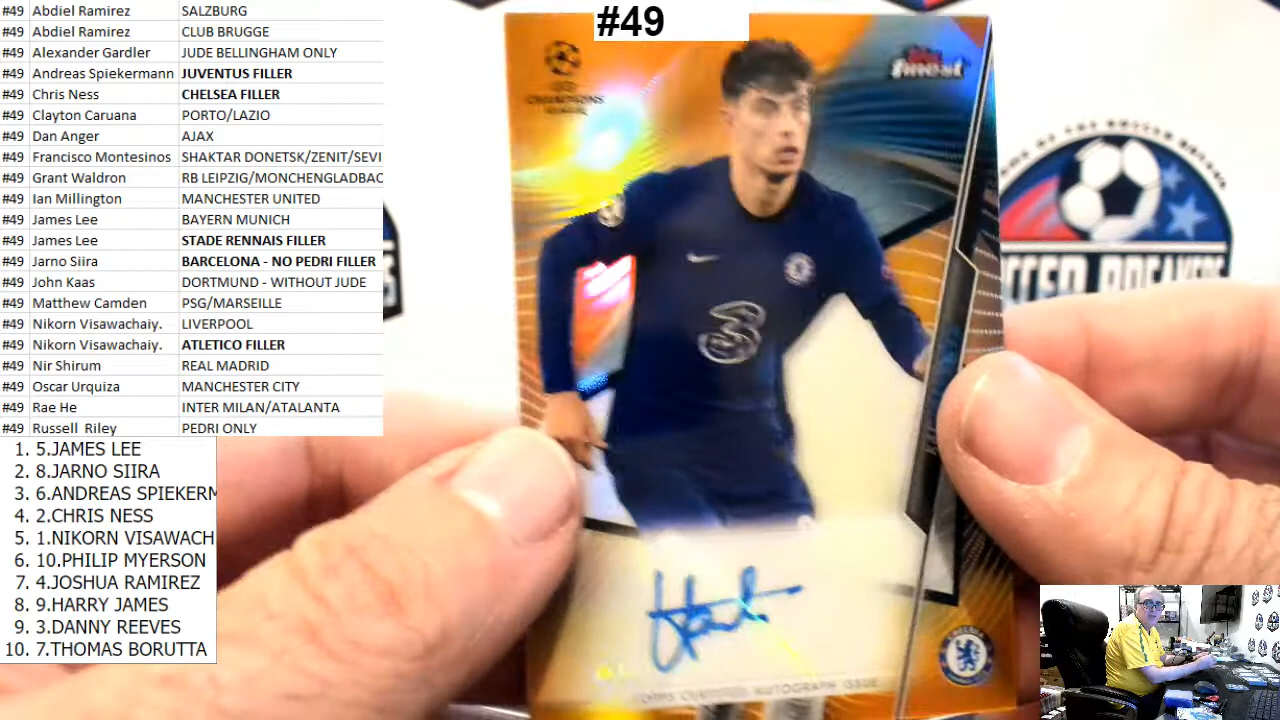 #49 Abdiel Ramirez SALZBURG
#49 Abdiel Ramirez CLUB BRUGGE
#49 Alexander Gardler JUDE BELLINGHAM ONLY
#49 Andreas Spiekermann JUVENTUS FILLER
#49 Chris Ness CHELSEA FILLER
#49 Clayton Caruana PORTO/LAZIO
#49 Dan Anger AJAX
#49 Francisco Montesinos SHAKTAR DONETSK/ZENIT/SEVI
#49 Grant Waldron RB LEIPZIG/MONCHENGLADBAC
#49 Ian Millington MANCHESTER UNITED
#49 James Lee BAYERN MUNICH
#49 James Lee STADE RENNAIS FILLER
#49 Jarno Siira BARCELONA - NO PEDRI FILLER
#49 John Kaas DORTMUND - WITHOUT JUDE
#49 Matthew Camden PSG/MARSEILLE
#49 Nikorn Visawachaiy. LIVERPOOL
#49 Nikorn Visawachaiy. ATLETICO FILLER
#49 Nir Shirum REAL MADRID
#49 Oscar Urquiza MANCHESTER CITY
#49 Rae He INTER MILAN/ATALANTA
#49 Russell Riley PEDRI ONLY
1. 5.JAMES LEE
2. 8.JARNO SIIRA
3. 6.ANDREAS SPIEKERM
4. 2.CHRIS NESS
5. 1.NIKORN VISAWACH
6. 10.PHILIP MYERSON
7. 4.JOSHUA RAMIREZ
8. 9.HARRY JAMES
9. 3.DANNY REEVES
10. 7.THOMAS BORUTTA
#49
CHAMPIONS
LEAGUE
finest
3
TOPPS CERTIFIED AUTOGRAPH ISSUE
CHELSEA